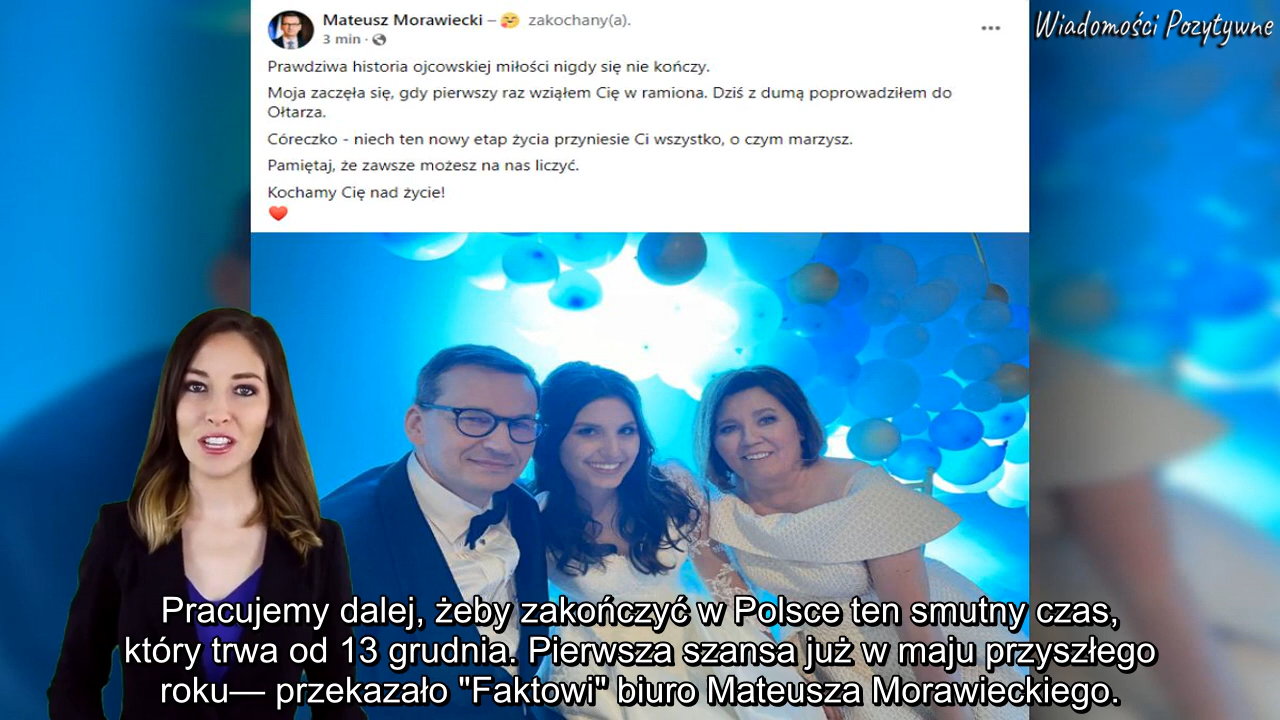 Mateusz Morawiecki – 🥰 zakochany(a).
3 min ·
Wiadomości Pozytywne
Prawdziwa historia ojcowskiej miłości nigdy się nie kończy.
Moja zaczęła się, gdy pierwszy raz wziąłem Cię w ramiona. Dziś z dumą poprowadziłem do
Ołtarza.
Córeczko - niech ten nowy etap życia przyniesie Ci wszystko, o czym marzysz.
Pamiętaj, że zawsze możesz na nas liczyć.
Kochamy Cię nad życie!
❤️
Pracujemy dalej, żeby zakończyć w Polsce ten smutny czas,
który trwa od 13 grudnia. Pierwsza szansa już w maju przyszłego
roku— przekazało "Faktowi" biuro Mateusza Morawieckiego.